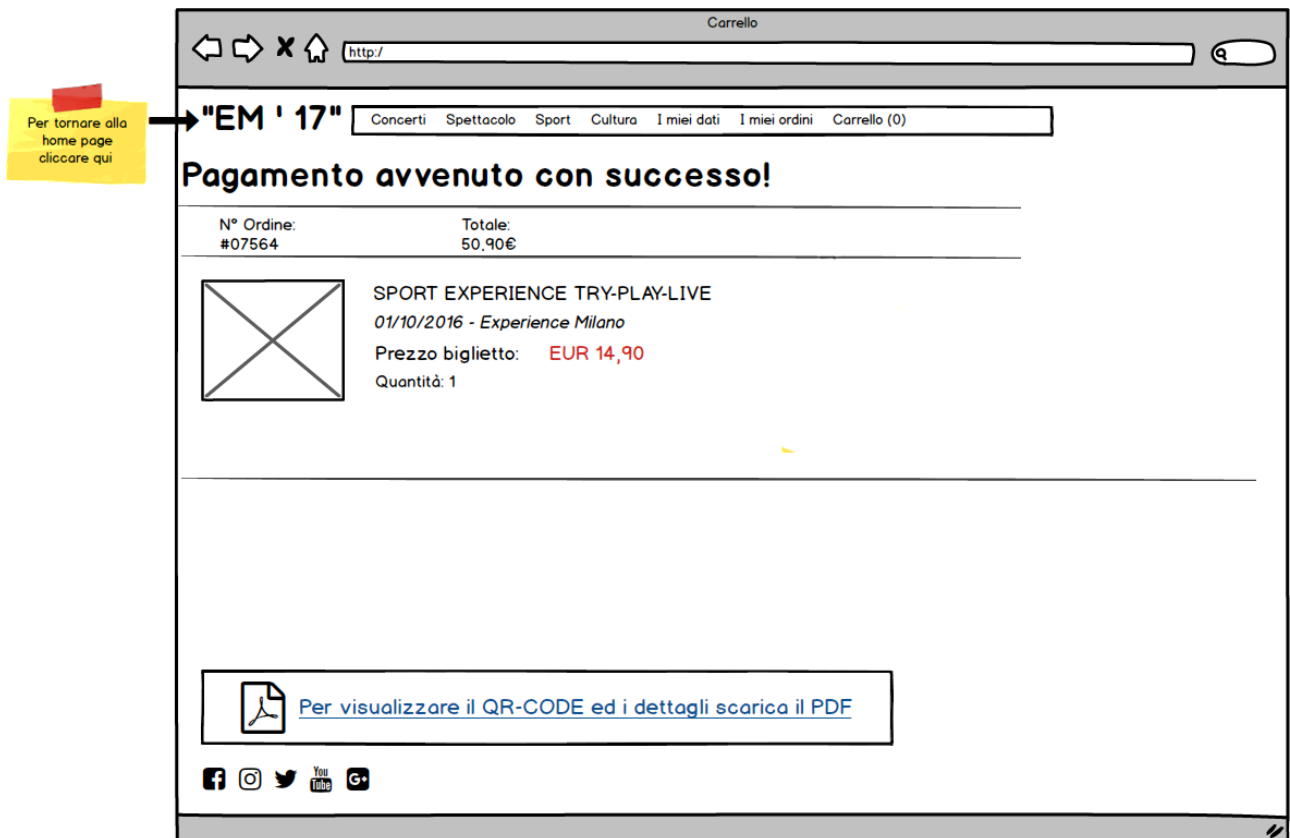 Carrello
http:/
Per tornare alla
home page
cliccare qui
"EM ' 17"
Concerti Spettacolo Sport Cultura I miei dati I miei ordini Carrello (0)
Pagamento avvenuto con successo!
N° Ordine: Totale:
#07564 50,90€
SPORT EXPERIENCE TRY-PLAY-LIVE
01/10/2016 - Experience Milano
Prezzo biglietto: EUR 14,90
Quantità: 1
Per visualizzare il QR-CODE ed i dettagli scarica il PDF
You
Tube
G+